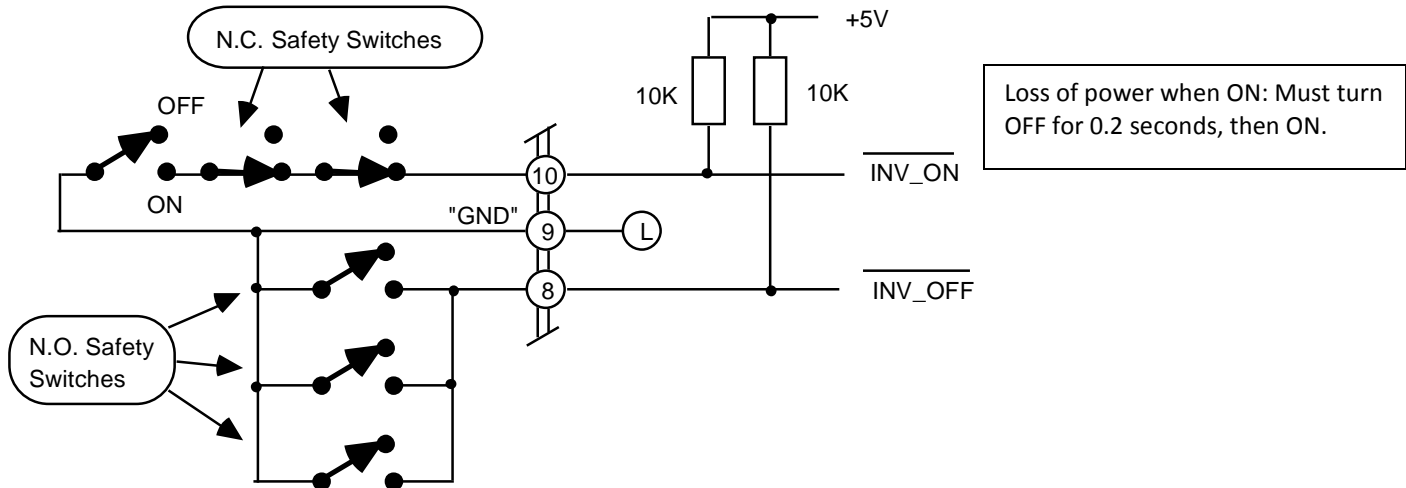 N.C. Safety Switches
+5V
10K
10K
Loss of power when ON: Must turn
OFF for 0.2 seconds, then ON.
OFF
ON
10
INV_ON
"GND"
9
L
8
INV_OFF
N.O. Safety
Switches